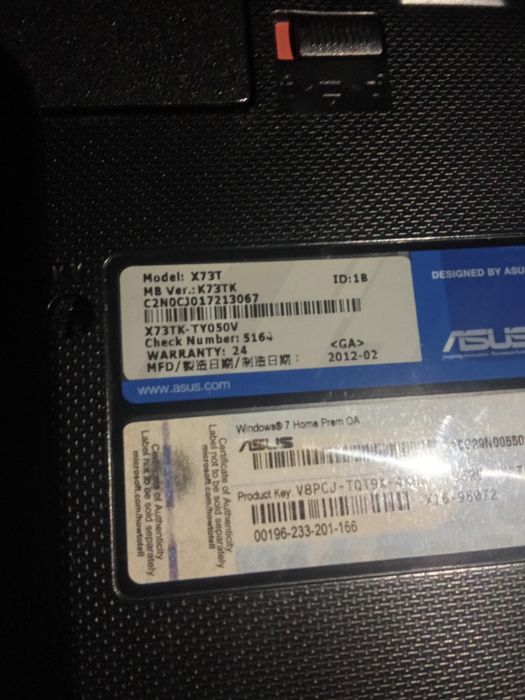 Model: X73T
ID:1B
MB Ver.:K73TK
C2N0CJ017213067
X73TK-TY050V
Check Number: 5164
WARRANTY: 24
<GA>
MFD/製造日期/制造日期: 2012-02
DESIGNED BY ASU
ASUS
www.asus.com
Windows® 7 Home Prem OA
ASUS
Product Key: V8PCJ-TQT9X-
X16-96072
00196-233-201-166
Certificate of Authenticity
Label not to be sold separately
microsoft.com/howtotell
Certificate of Authenticity
Label not to be sold separately
microsoft.com/howtotell